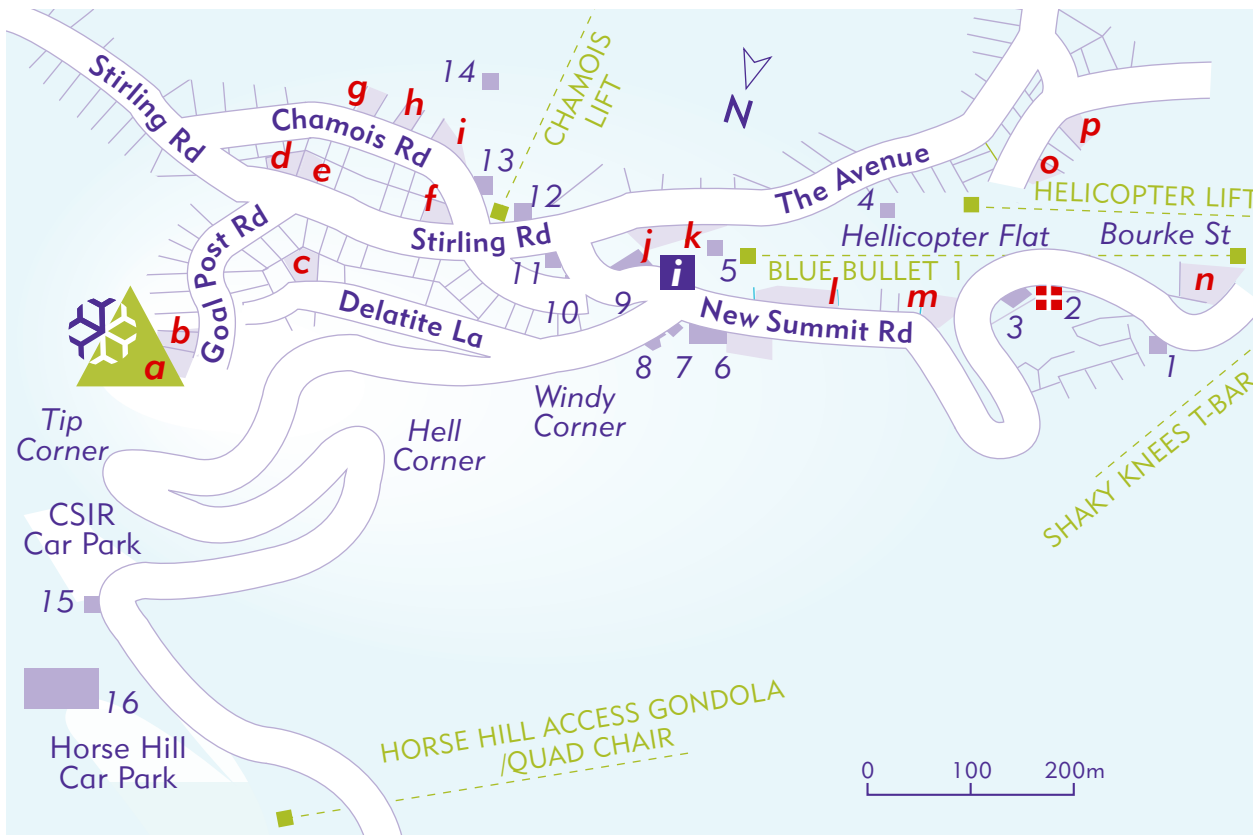 Stirling Rd
g
h
i
14
CHAMOIS
LIFT
N
p
Chamois Rd
d
e
f
13
12
The Avenue
o
4
HELICOPTER LIFT
Goal Post Rd
Stirling Rd
j
k
Hellicopter Flat
Bourke St
c
11
i
5
BLUE BULLET 1
Delatite La
10
9
l
m
n
b
a
New Summit Rd
3
2
8
7
6
1
Tip
Corner
Hell
Corner
Windy
Corner
SHAKY KNEES T-BAR
CSIR
Car Park
15
16
Horse Hill
Car Park
HORSE HILL ACCESS GONDOLA
/QUAD CHAIR
0 100 200m